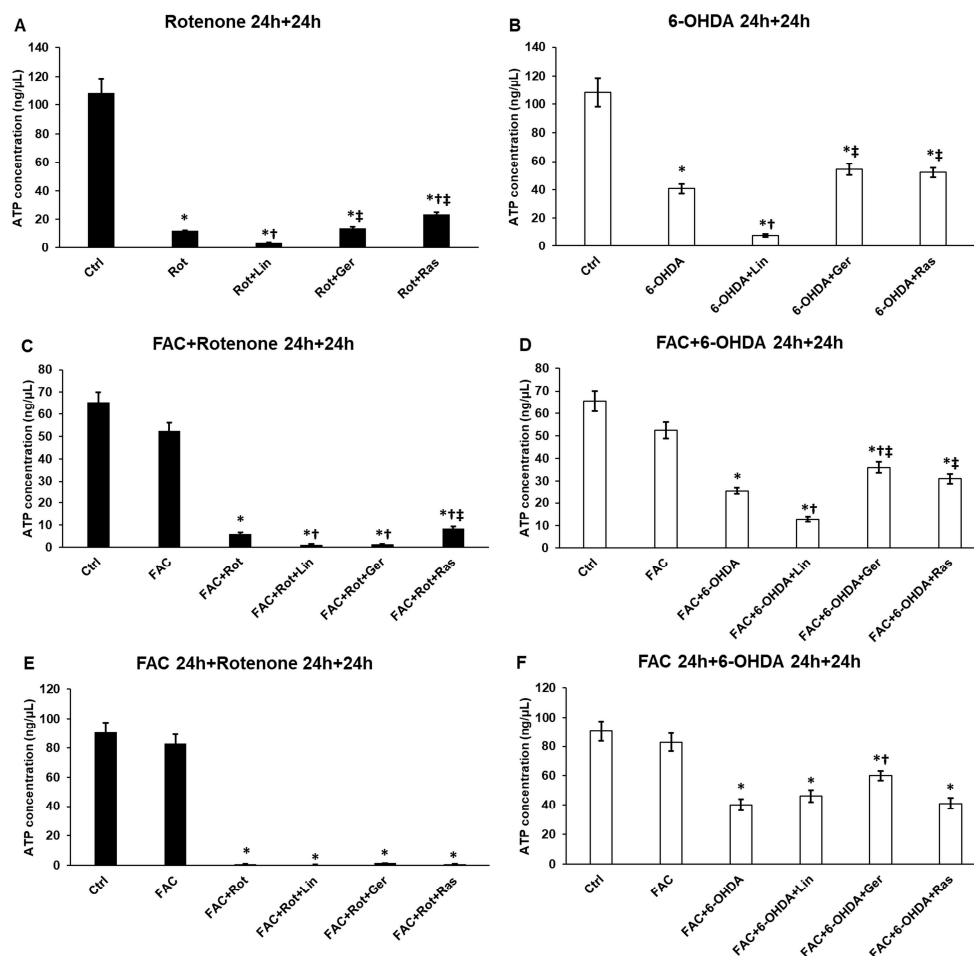 A
Rotenone 24h+24h
ATP concentration (ng/µL)
140
120
100
80
60
40
20
0
*
*†
*‡
*†‡
Ctrl
Rot
Rot+Lin
Rot+Ger
Rot+Ras
B
6-OHDA 24h+24h
ATP concentration (ng/µL)
140
120
100
80
60
40
20
0
*
*†
*‡
*‡
Ctrl
6-OHDA
6-OHDA+Lin
6-OHDA+Ger
6-OHDA+Ras
C
FAC+Rotenone 24h+24h
ATP concentration (ng/µL)
80
70
60
50
40
30
20
10
0
*
*†
*†
*†‡
Ctrl
FAC
FAC+Rot
FAC+Rot+Lin
FAC+Rot+Ger
FAC+Rot+Ras
D
FAC+6-OHDA 24h+24h
ATP concentration (ng/µL)
80
70
60
50
40
30
20
10
0
*
*†
*†‡
*‡
Ctrl
FAC
FAC+6-OHDA
FAC+6-OHDA+Lin
FAC+6-OHDA+Ger
FAC+6-OHDA+Ras
E
FAC 24h+Rotenone 24h+24h
ATP concentration (ng/µL)
120
100
80
60
40
20
0
*
*
*
*
Ctrl
FAC
FAC+Rot
FAC+Rot+Lin
FAC+Rot+Ger
FAC+Rot+Ras
F
FAC 24h+6-OHDA 24h+24h
ATP concentration (ng/µL)
120
100
80
60
40
20
0
*
*
*†
*
Ctrl
FAC
FAC+6-OHDA
FAC+6-OHDA+Lin
FAC+6-OHDA+Ger
FAC+6-OHDA+Ras